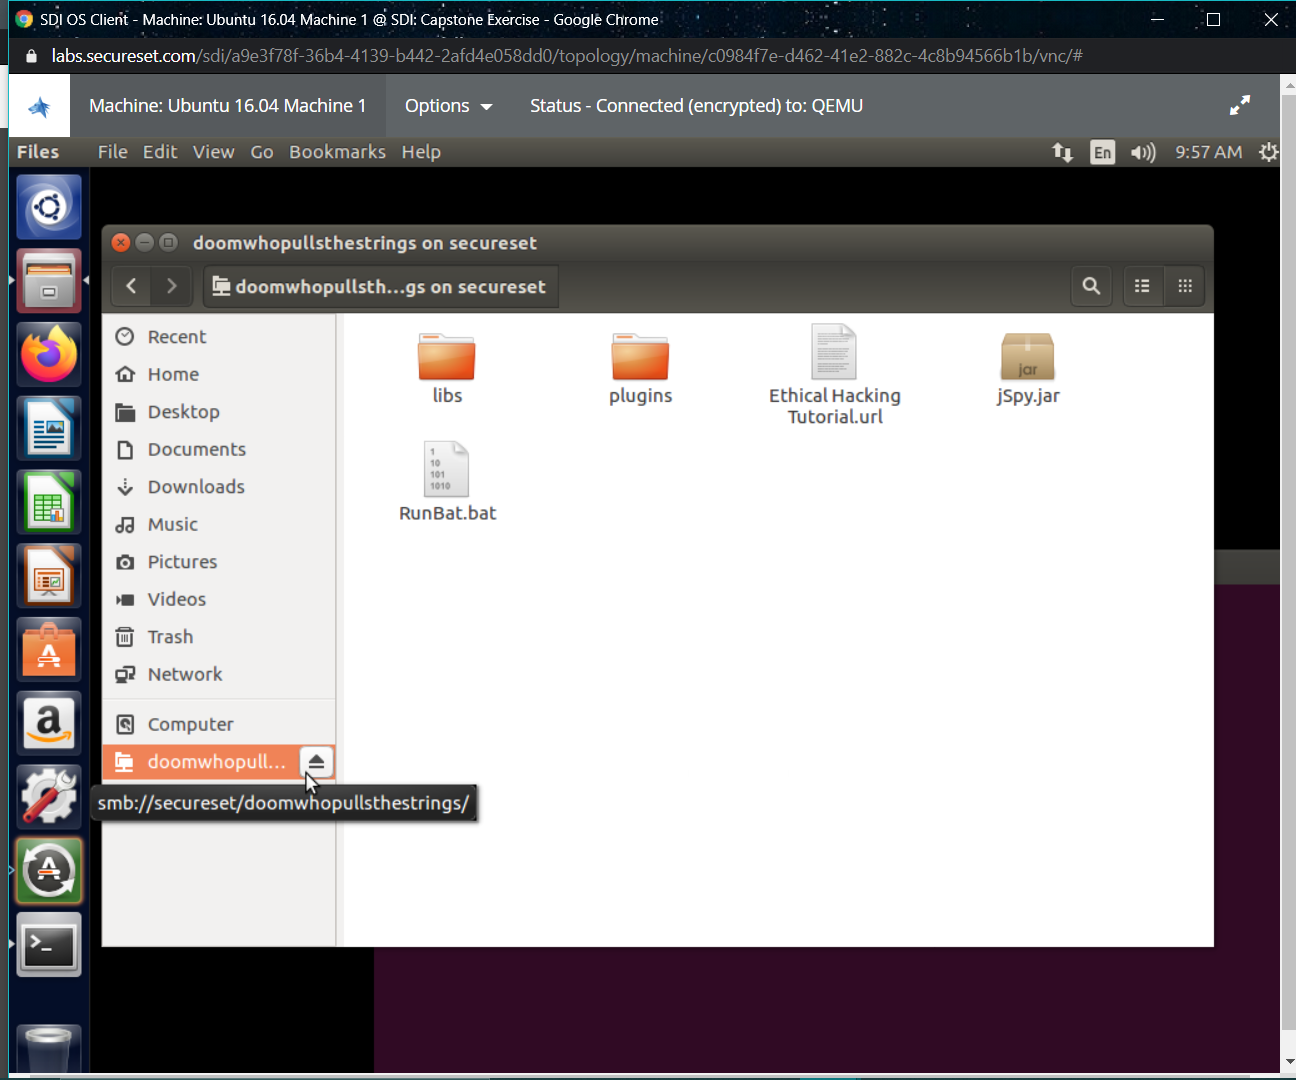 SDI OS Client - Machine: Ubuntu 16.04 Machine 1 @ SDI: Capstone Exercise - Google Chrome
labs.secureset.com/sdi/a9e3f78f-36b4-4139-b442-2afd4e058dd0/topology/machine/c0984f7e-d462-41e2-882c-4c8b94566b1b/vnc/#
Machine: Ubuntu 16.04 Machine 1 Options Status - Connected (encrypted) to: QEMU
Files File Edit View Go Bookmarks Help En 9:57 AM
doomwhopullsthestrings on secureset
doomwhopullsth...gs on secureset
Recent
Home
Desktop
Documents
Downloads
Music
Pictures
Videos
Trash
Network
Computer
doomwhopull...
smb://secureset/doomwhopullsthestrings/
libs
plugins
Ethical Hacking
Tutorial.url
jar
jSpy.jar
1
10
101
1010
RunBat.bat
a
>_